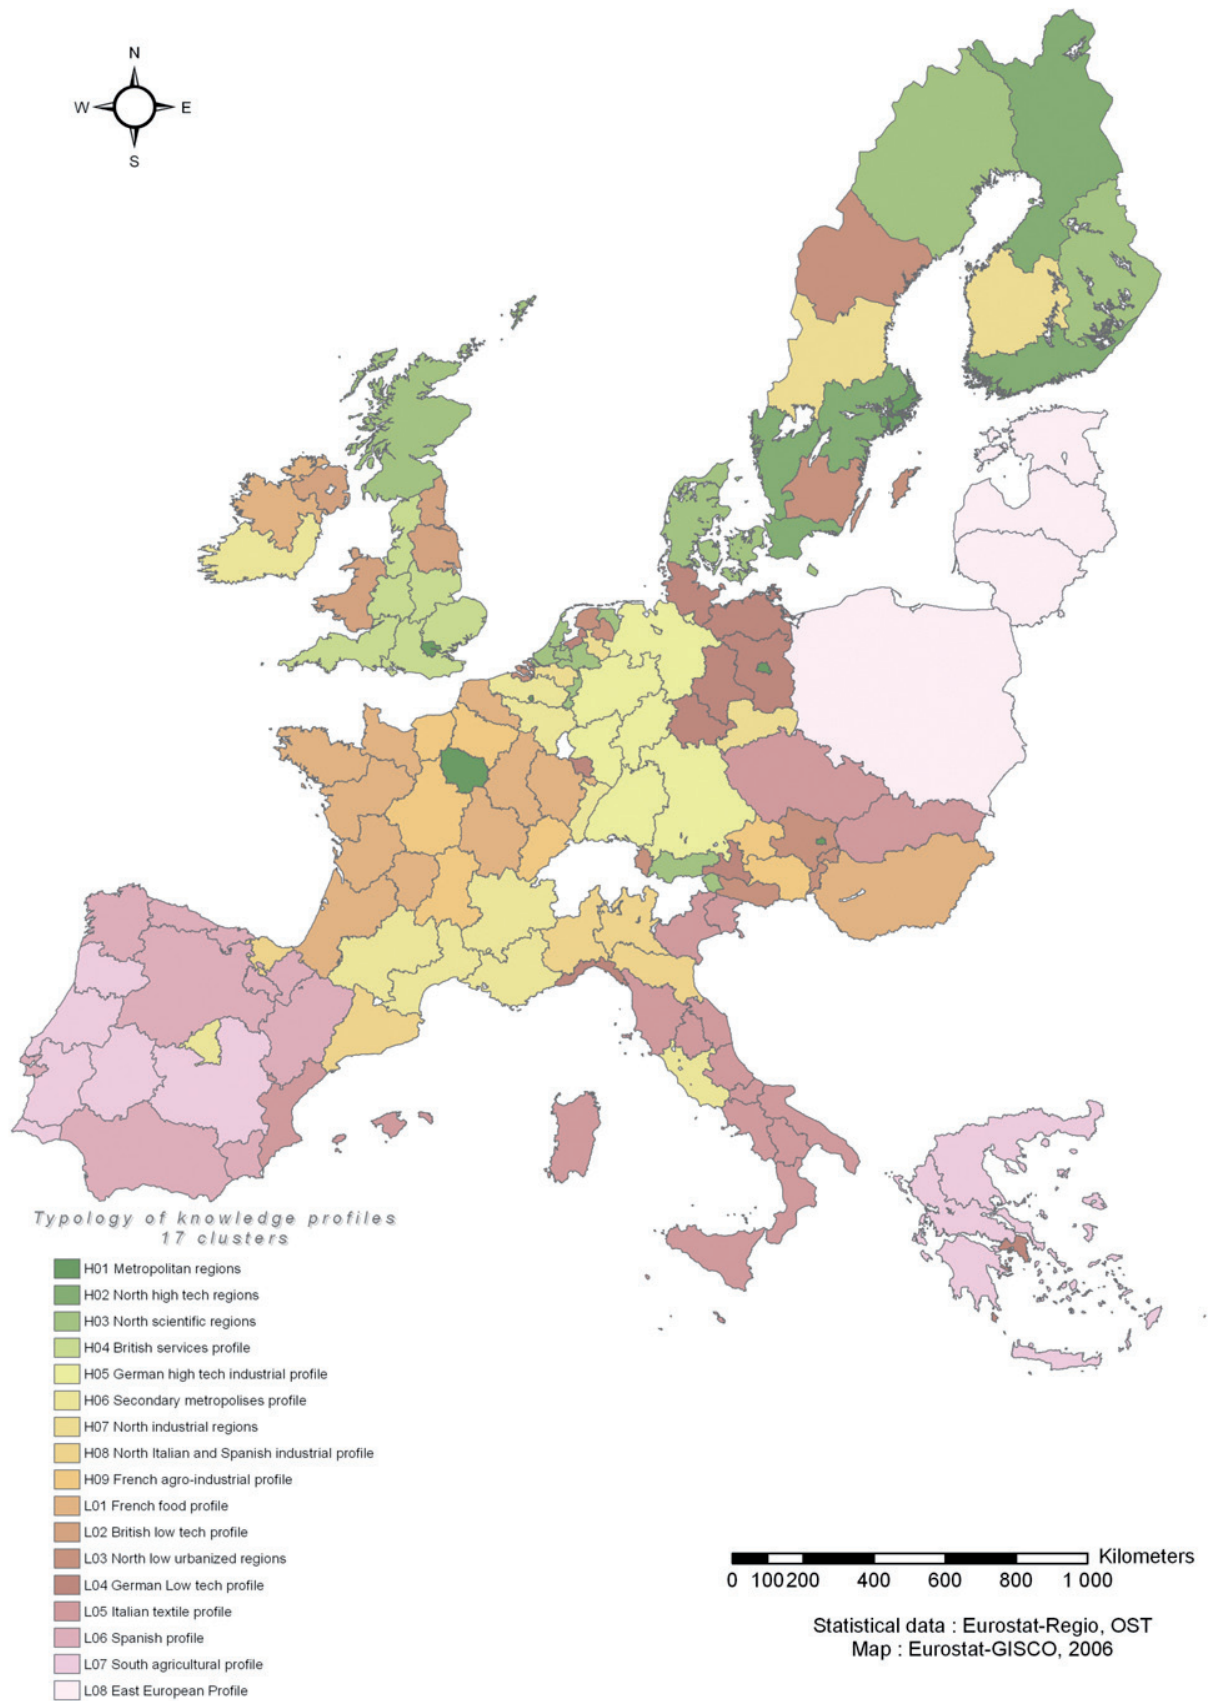 N
W E
S
Typology of knowledge profiles
17 clusters
H01 Metropolitan regions
H02 North high tech regions
H03 North scientific regions
H04 British services profile
H05 German high tech industrial profile
H06 Secondary metropolises profile
H07 North industrial regions
H08 North Italian and Spanish industrial profile
H09 French agro-industrial profile
L01 French food profile
L02 British low tech profile
L03 North low urbanized regions
L04 German Low tech profile
L05 Italian textile profile
L06 Spanish profile
L07 South agricultural profile
L08 East European Profile
Kilometers
0 100 200 400 600 800 1 000
Statistical data : Eurostat-Regio, OST
Map : Eurostat-GISCO, 2006